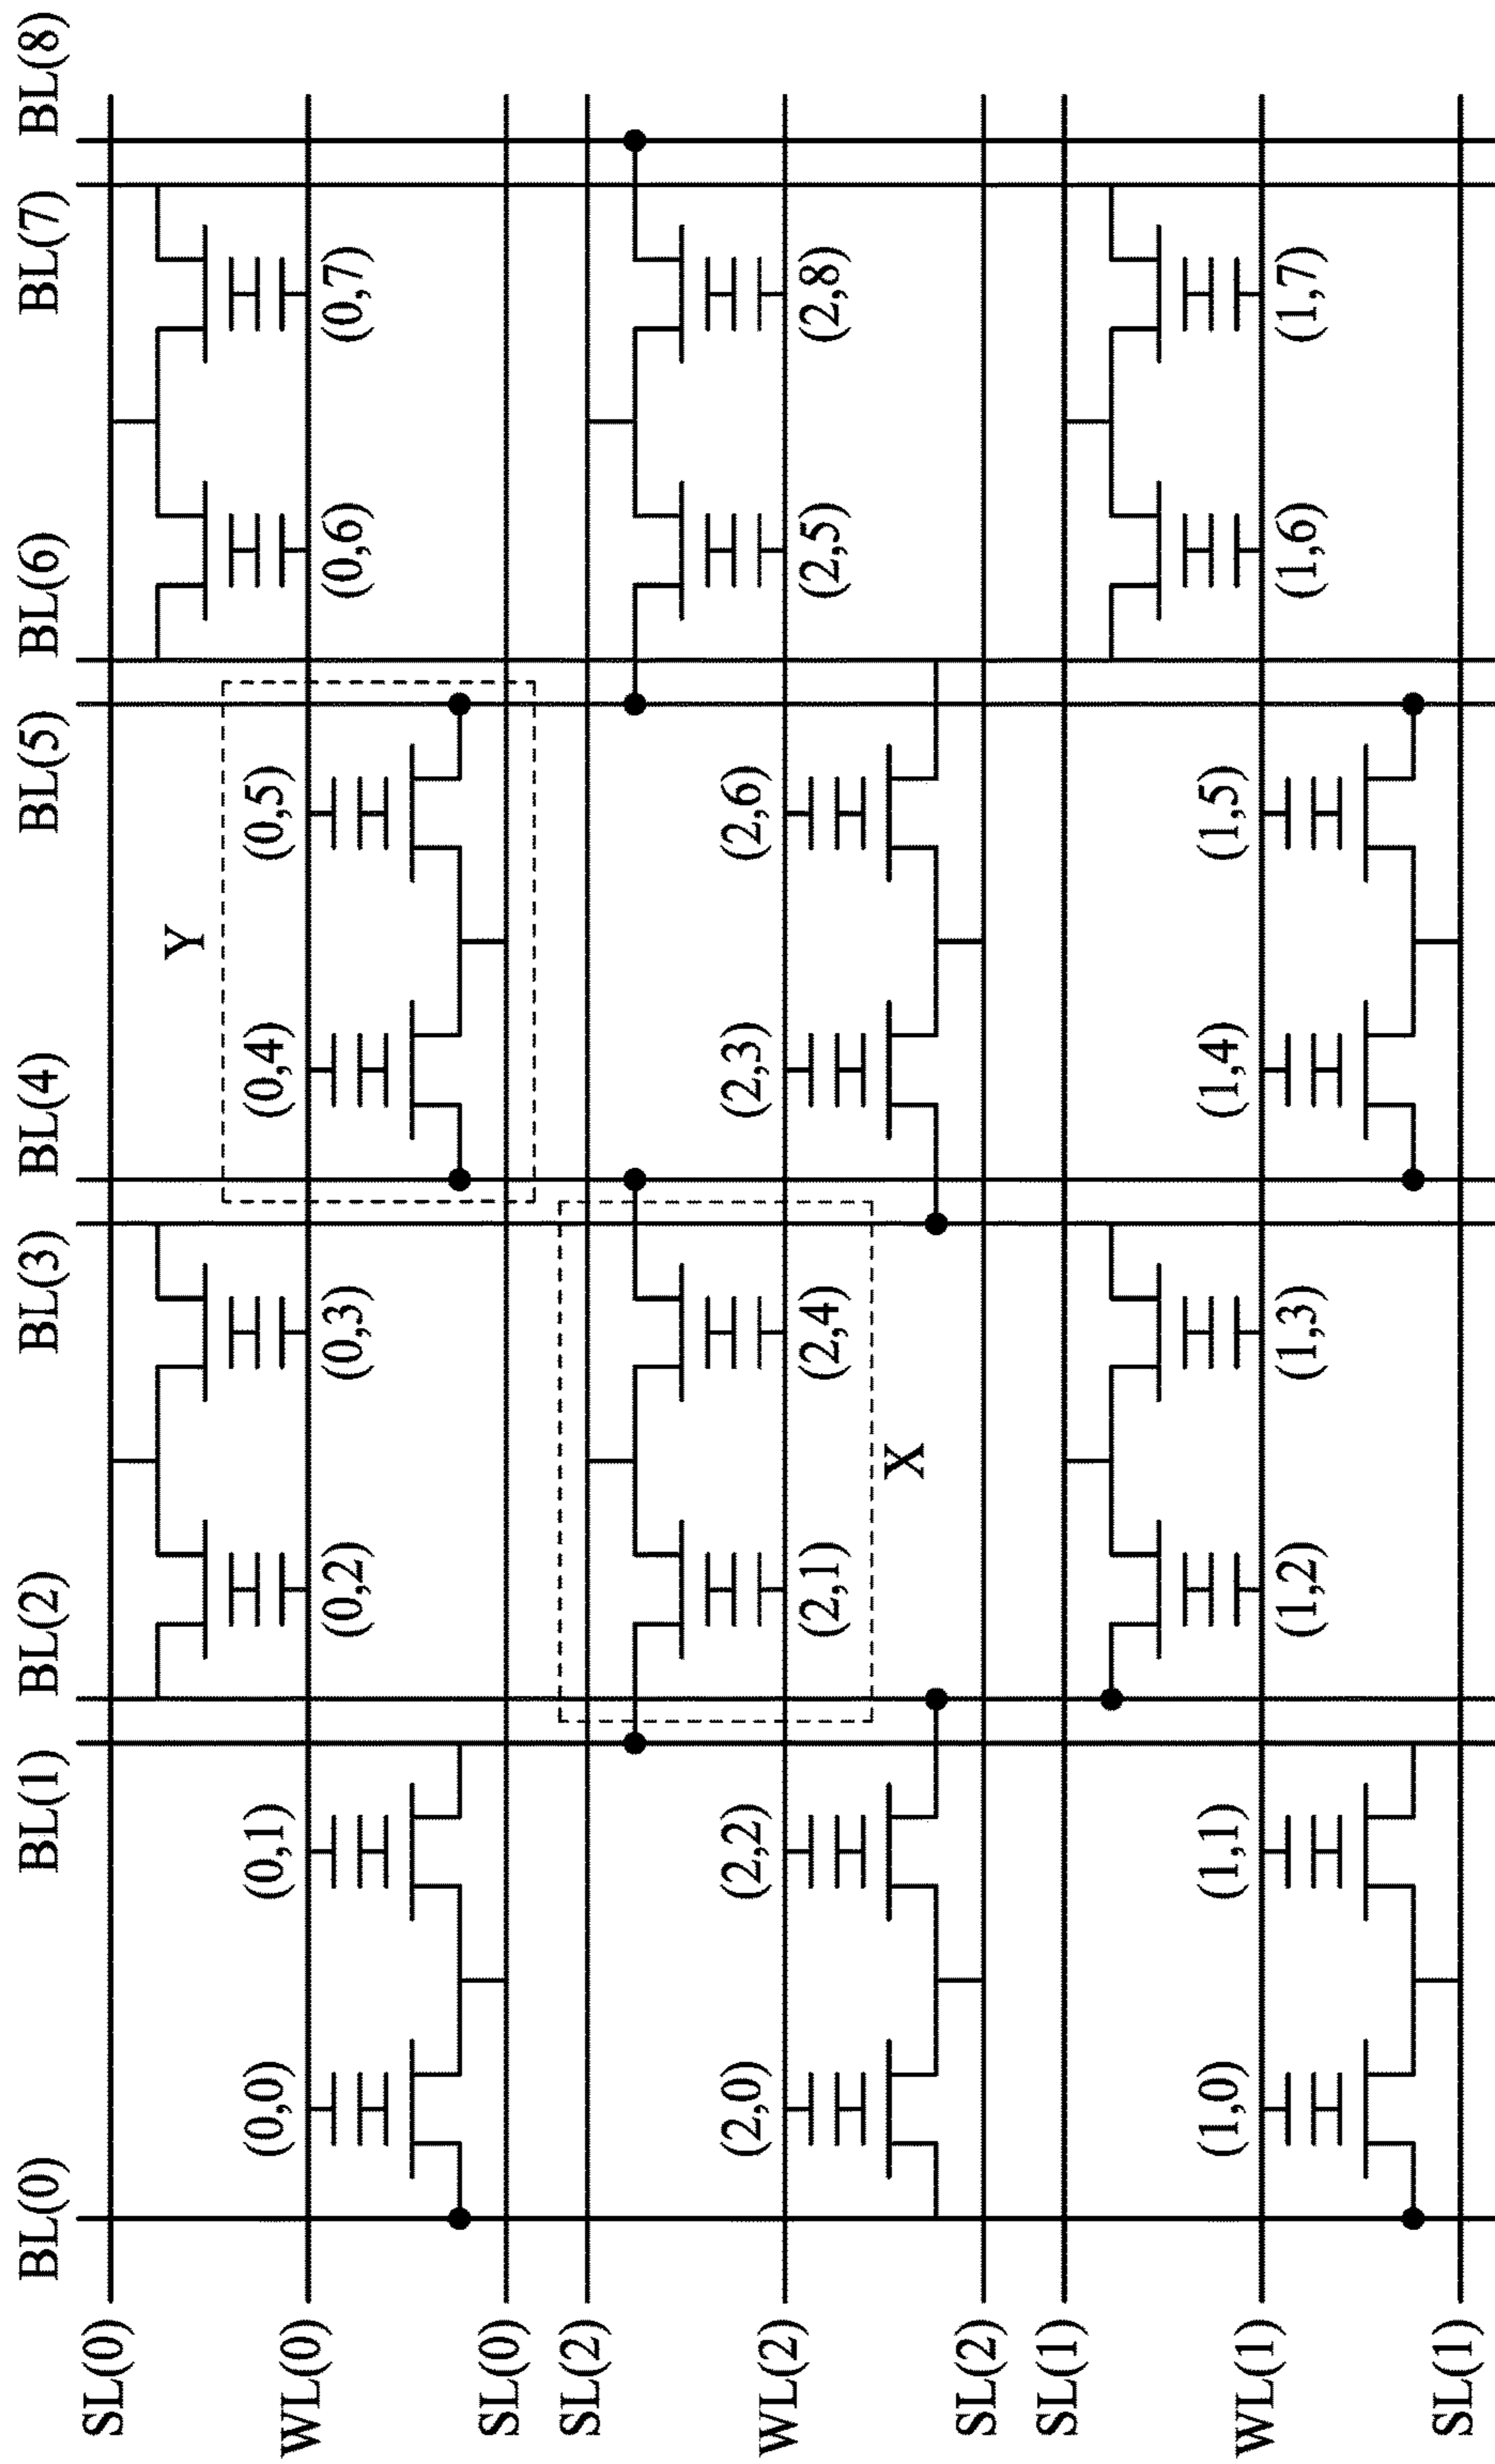 BL(0) BL(1) BL(2) BL(3) BL(4) BL(5) BL(6) BL(7) BL(8)
SL(0)
Y
(0,0) (0,1) (0,4) (0,5)
WL(0)
(0,2) (0,3) (0,6) (0,7)
SL(0)
SL(2)
(2,0) (2,2) (2,3) (2,6)
WL(2)
(2,1) (2,4) (2,5) (2,8)
X
SL(2)
SL(1)
(1,0) (1,1) (1,4) (1,5)
WL(1)
(1,2) (1,3) (1,6) (1,7)
SL(1)